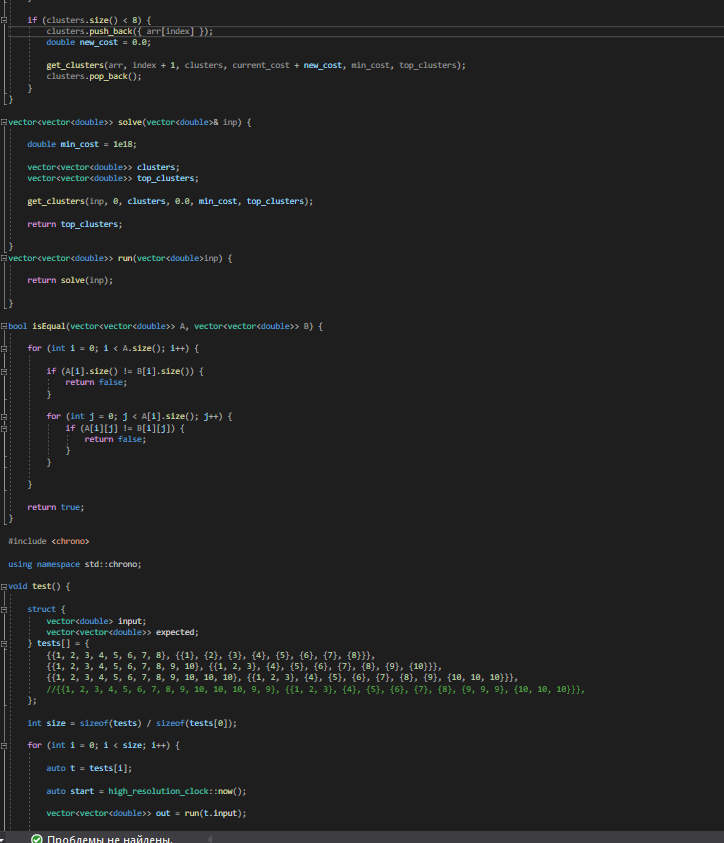 if (clusters.size() < 8) {
clusters.push_back({ arr[index] });
double new_cost = 0.0;
get_clusters(arr, index + 1, clusters, current_cost + new_cost, min_cost, top_clusters);
clusters.pop_back();
}
}
vector<vector<double>> solve(vector<double>& inp) {
double min_cost = 1e18;
vector<vector<double>> clusters;
vector<vector<double>> top_clusters;
get_clusters(inp, 0, clusters, 0.0, min_cost, top_clusters);
return top_clusters;
}
vector<vector<double>> run(vector<double>inp) {
return solve(inp);
}
bool isEqual(vector<vector<double>> A, vector<vector<double>> B) {
for (int i = 0; i < A.size(); i++) {
if (A[i].size() != B[i].size()) {
return false;
}
for (int j = 0; j < A[i].size(); j++) {
if (A[i][j] != B[i][j]) {
return false;
}
}
}
return true;
}
#include <chrono>
using namespace std::chrono;
void test() {
struct {
vector<double> input;
vector<vector<double>> expected;
} tests[] = {
{{1, 2, 3, 4, 5, 6, 7, 8}, {{1}, {2}, {3}, {4}, {5}, {6}, {7}, {8}}},
{{1, 2, 3, 4, 5, 6, 7, 8, 9, 10}, {{1, 2, 3}, {4}, {5}, {6}, {7}, {8}, {9}, {10}}},
{{1, 2, 3, 4, 5, 6, 7, 8, 9, 10, 10, 10}, {{1, 2, 3}, {4}, {5}, {6}, {7}, {8}, {9}, {10, 10, 10}}},
//{{1, 2, 3, 4, 5, 6, 7, 8, 9, 10, 10, 10, 9, 9}, {{1, 2, 3}, {4}, {5}, {6}, {7}, {8}, {9, 9, 9}, {10, 10, 10}}},
};
int size = sizeof(tests) / sizeof(tests[0]);
for (int i = 0; i < size; i++) {
auto t = tests[i];
auto start = high_resolution_clock::now();
vector<vector<double>> out = run(t.input);
Проблемы не найдены.